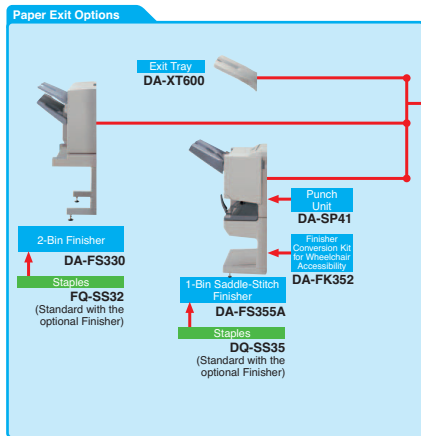 Paper Exit Options
Exit Tray
DA-XT600
Punch
Unit
DA-SP41
2-Bin Finisher
DA-FS330
Finisher
Conversion Kit
for Wheelchair
Accessibility
DA-FK352
Staples
FQ-SS32
(Standard with the
optional Finisher)
1-Bin Saddle-Stitch
Finisher
DA-FS355A
Staples
DQ-SS35
(Standard with the
optional Finisher)